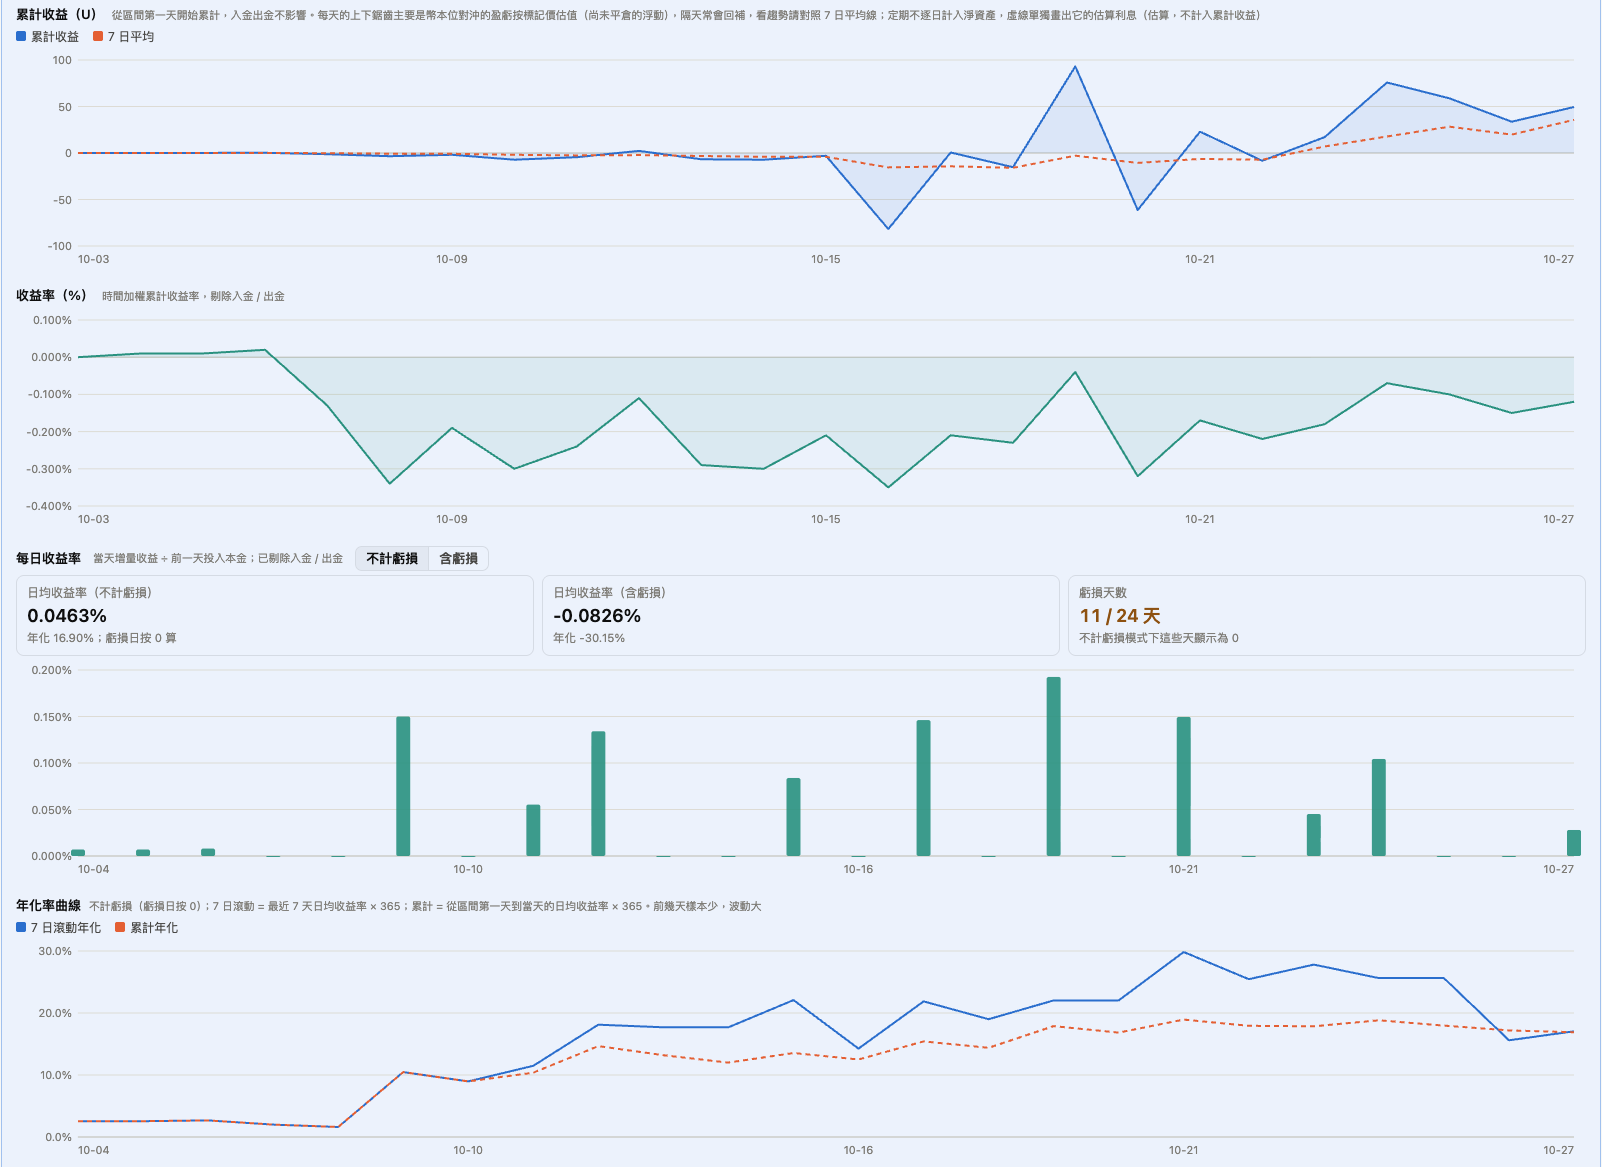 累計收益（U） 從區間第一天開始累計，入金出金不影響。每天的上下鋸齒主要是幣本位對沖的盈虧按標記價估值（尚未平倉的浮動），隔天常會回補，看趨勢請對照 7 日平均線；定期不逐日計入淨資產，虛線單獨畫出它的估算利息（估算，不計入累計收益）
累計收益 7 日平均
100
50
0
-50
-100
10-03 10-09 10-15 10-21 10-27
收益率（%） 時間加權累計收益率，剔除入金 / 出金
0.100%
0.000%
-0.100%
-0.200%
-0.300%
-0.400%
10-03 10-09 10-15 10-21 10-27
每日收益率 當天增量收益 ÷ 前一天投入本金；已剔除入金 / 出金 不計虧損 含虧損
日均收益率（不計虧損） 日均收益率（含虧損） 虧損天數
0.0463% -0.0826% 11 / 24 天
年化 16.90%；虧損日按 0 算 年化 -30.15% 不計虧損模式下這些天顯示為 0
0.200%
0.150%
0.100%
0.050%
0.000%
10-04 10-10 10-16 10-21 10-27
年化率曲線 不計虧損（虧損日按 0）；7 日滾動 = 最近 7 天日均收益率 × 365；累計 = 從區間第一天到當天的日均收益率 × 365。前幾天樣本少，波動大
7 日滾動年化 累計年化
30.0%
20.0%
10.0%
0.0%
10-04 10-10 10-16 10-21 10-27